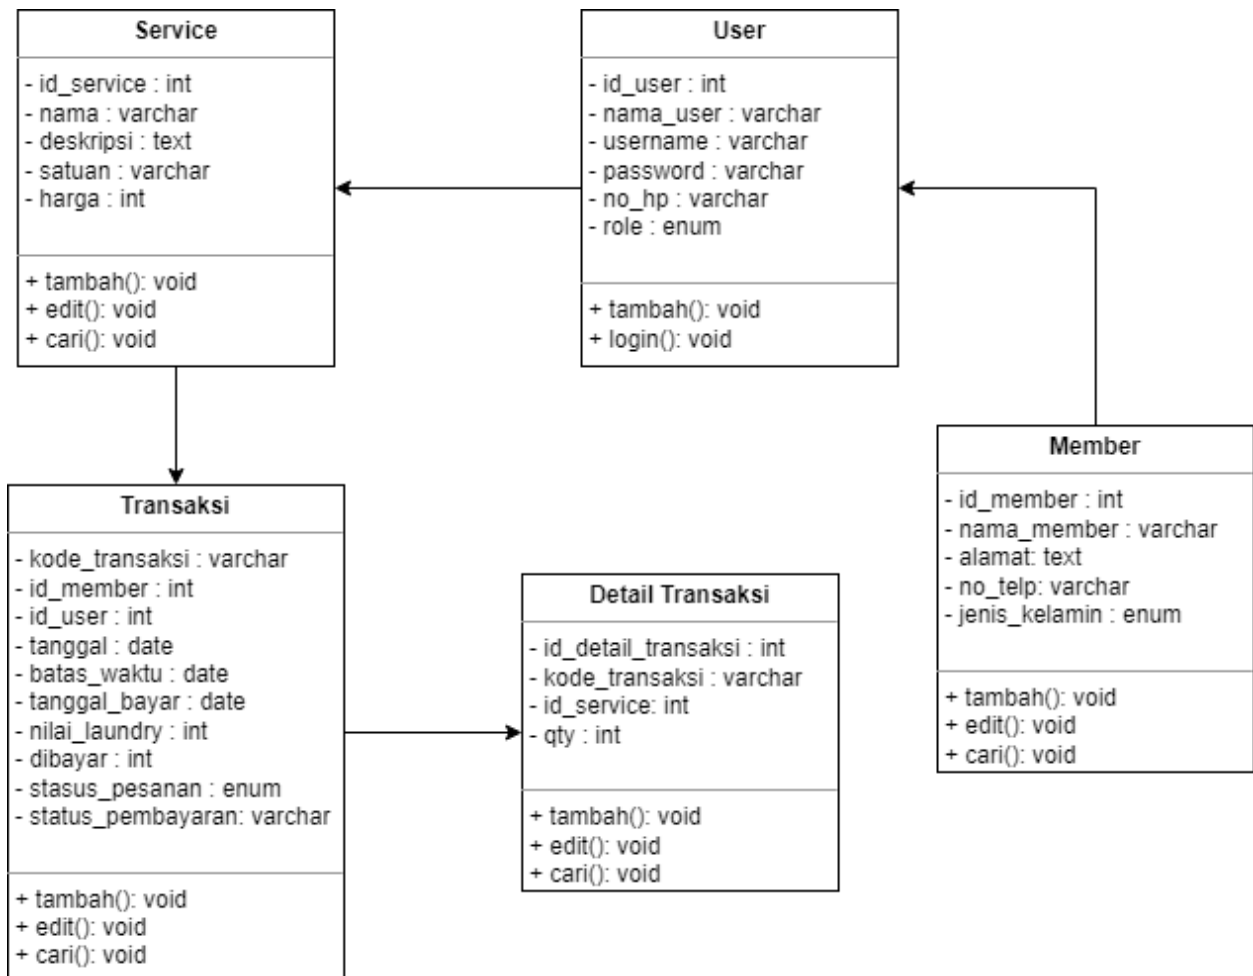 Service
- id_service : int
- nama : varchar
- deskripsi : text
- satuan : varchar
- harga : int
+ tambah(): void
+ edit(): void
+ cari(): void
User
- id_user : int
- nama_user : varchar
- username : varchar
- password : varchar
- no_hp : varchar
- role : enum
+ tambah(): void
+ login(): void
Member
- id_member : int
- nama_member : varchar
- alamat: text
- no_telp: varchar
- jenis_kelamin : enum
+ tambah(): void
+ edit(): void
+ cari(): void
Transaksi
- kode_transaksi : varchar
- id_member : int
- id_user : int
- tanggal : date
- batas_waktu : date
- tanggal_bayar : date
- nilai_laundry : int
- dibayar : int
- stasus_pesanan : enum
- status_pembayaran: varchar
+ tambah(): void
+ edit(): void
+ cari(): void
Detail Transaksi
- id_detail_transaksi : int
- kode_transaksi : varchar
- id_service: int
- qty : int
+ tambah(): void
+ edit(): void
+ cari(): void